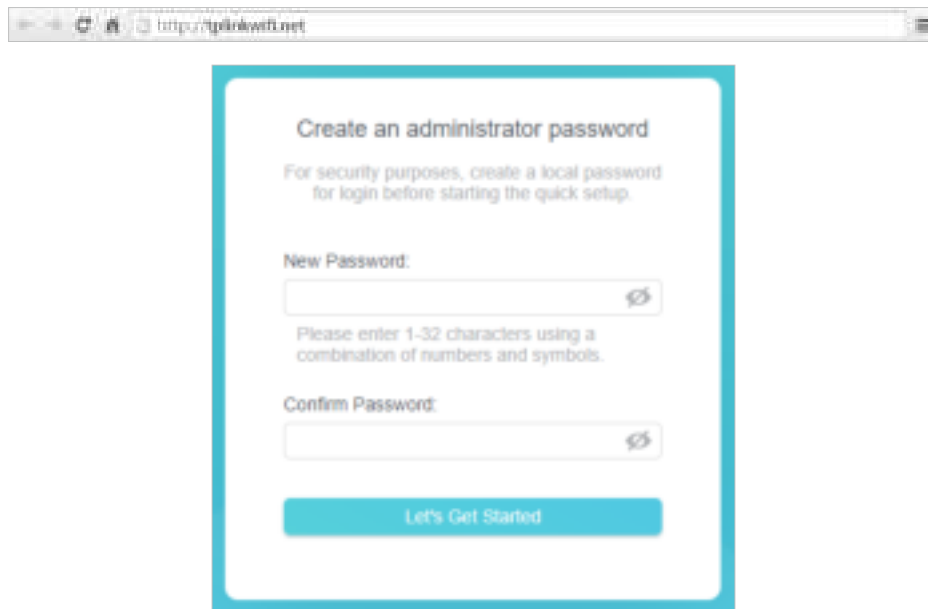 http://tplinkwifi.net
Create an administrator password
For security purposes, create a local password
for login before starting the quick setup.
New Password:
Please enter 1-32 characters using a
combination of numbers and symbols.
Confirm Password:
Let's Get Started